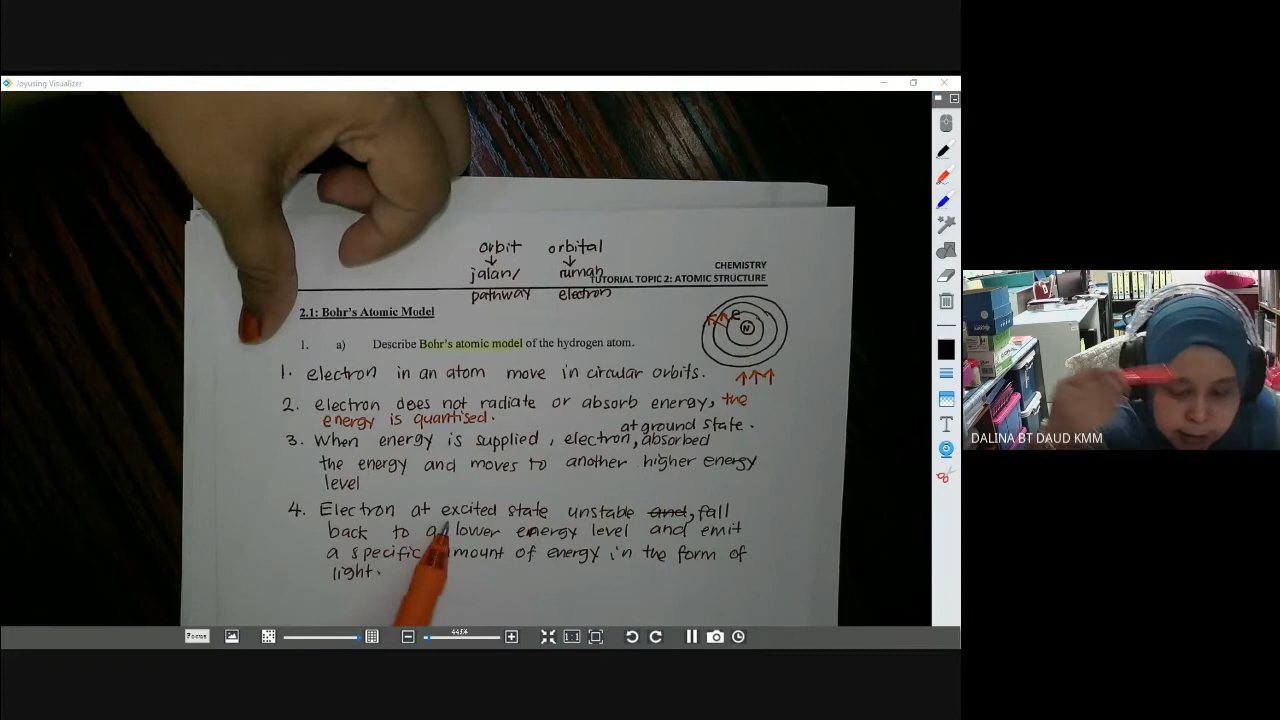 Joyusing Visualizer
orbit orbital
jalan/ rumah
pathway electron
CHEMISTRY
TUTORIAL TOPIC 2: ATOMIC STRUCTURE
2.1: Bohr's Atomic Model
e
N
1. a) Describe Bohr's atomic model of the hydrogen atom.
1. electron in an atom move in circular orbits.
2. electron does not radiate or absorb energy, the
energy is quantised.
at ground state.
3. When energy is supplied, electron, absorbed
the energy and moves to another higher energy
level
4. Electron at excited state unstable and, fall
back to a lower energy level and emit
a specific amount of energy in the form of
light.
DALINA BT DAUD KMM
Focus
1:1
T